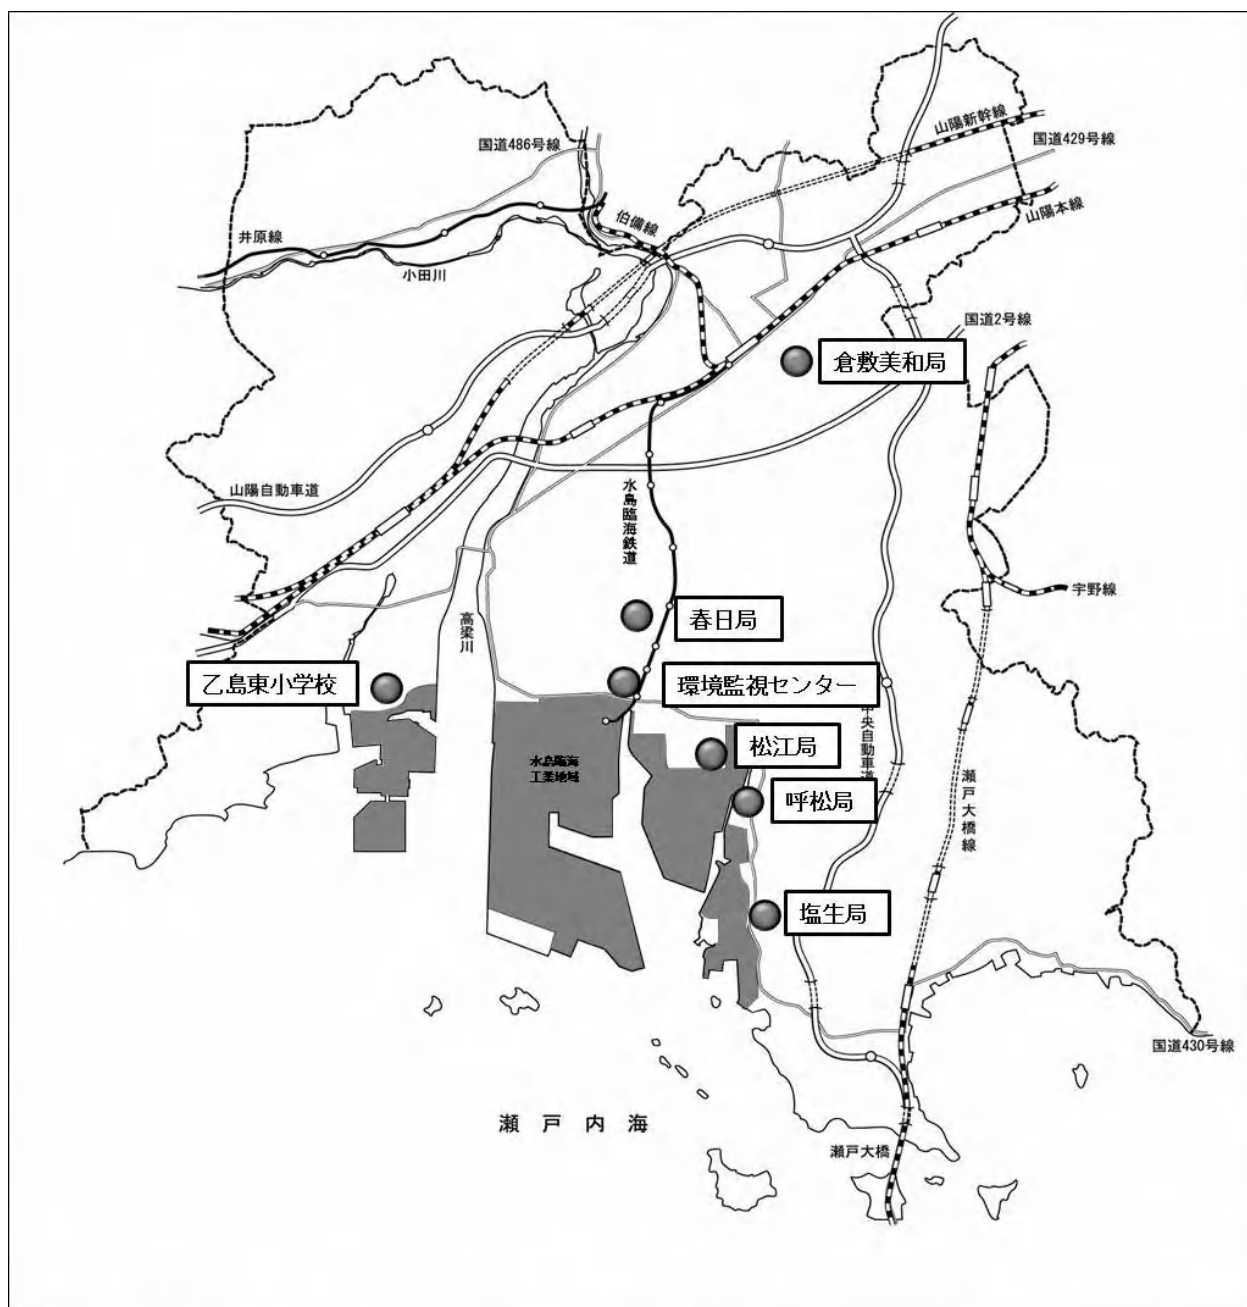 山陽新幹線
国道429号線
国道486号線
山陽本線
伯備線
井原線
小田川
国道2号線
倉敷美和局
山陽自動車道
水島臨海鉄道
宇野線
高梁川
春日局
乙島東小学校
環境監視センター
中央自動車道
松江局
水島臨海
工業地域
瀬戸大橋線
呼松局
塩生局
国道430号線
瀬戸内海
瀬戸大橋